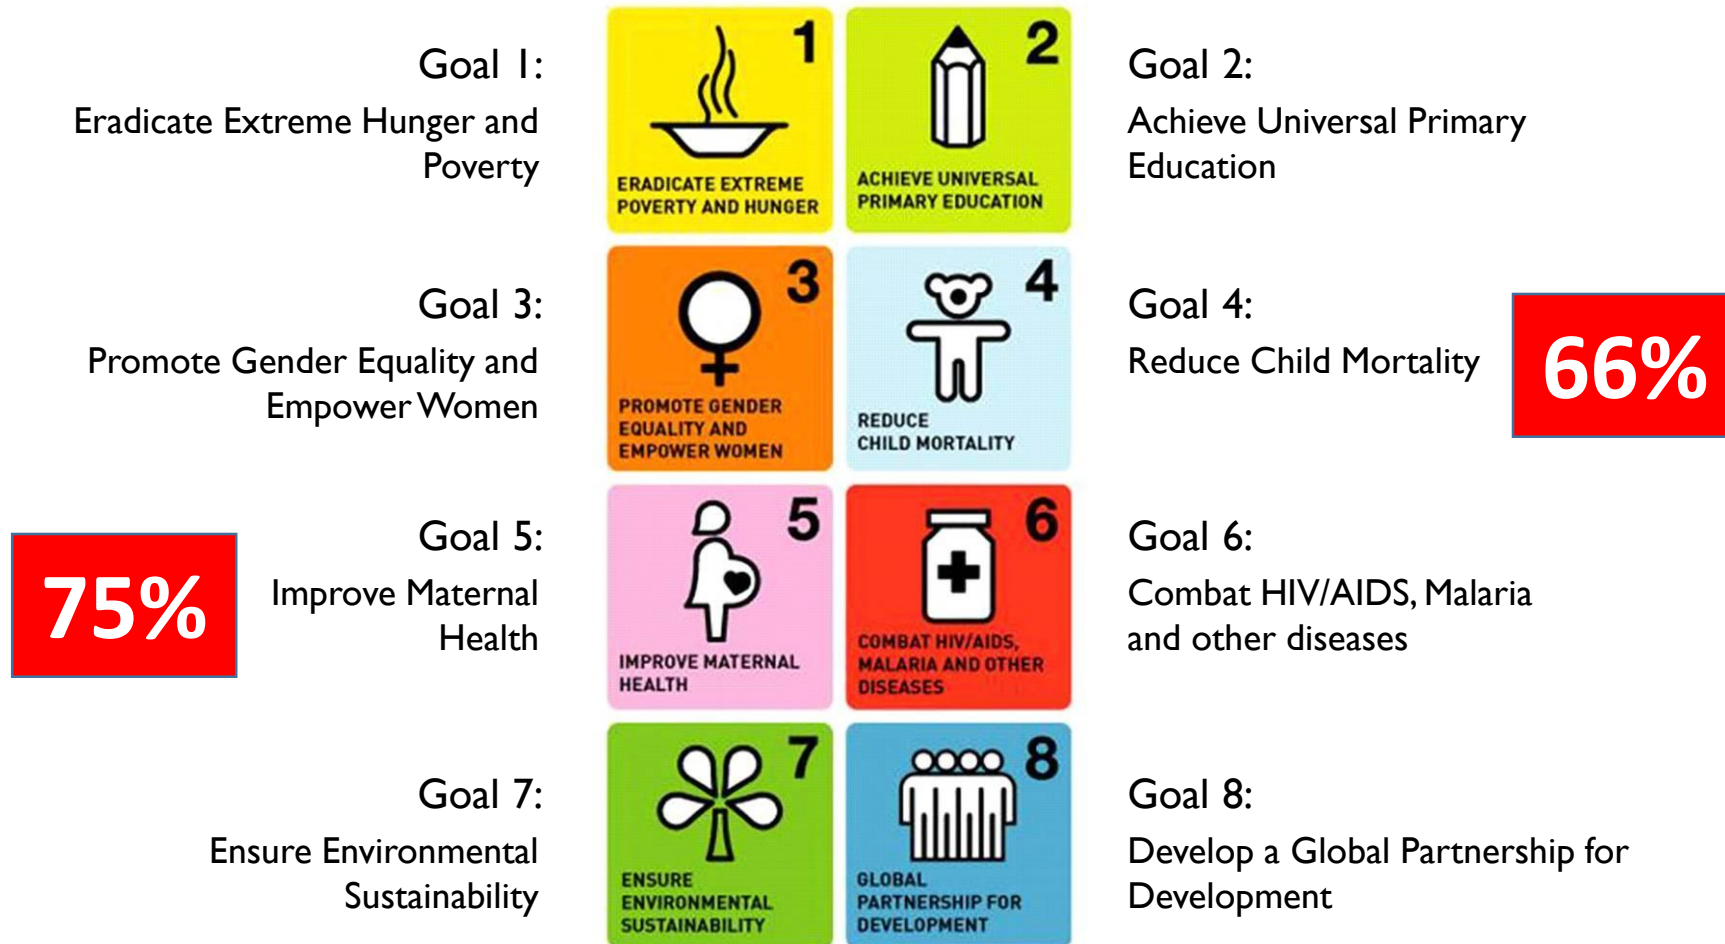 Goal 1:
Eradicate Extreme Hunger and
Poverty
1
ERADICATE EXTREME
POVERTY AND HUNGER
2
ACHIEVE UNIVERSAL
PRIMARY EDUCATION
Goal 2:
Achieve Universal Primary
Education
Goal 3:
Promote Gender Equality and
Empower Women
3
PROMOTE GENDER
EQUALITY AND
EMPOWER WOMEN
4
REDUCE
CHILD MORTALITY
Goal 4:
Reduce Child Mortality
66%
75%
Goal 5:
Improve Maternal
Health
5
IMPROVE MATERNAL
HEALTH
6
COMBAT HIV/AIDS,
MALARIA AND OTHER
DISEASES
Goal 6:
Combat HIV/AIDS, Malaria
and other diseases
Goal 7:
Ensure Environmental
Sustainability
7
ENSURE
ENVIRONMENTAL
SUSTAINABILITY
8
GLOBAL
PARTNERSHIP FOR
DEVELOPMENT
Goal 8:
Develop a Global Partnership for
Development